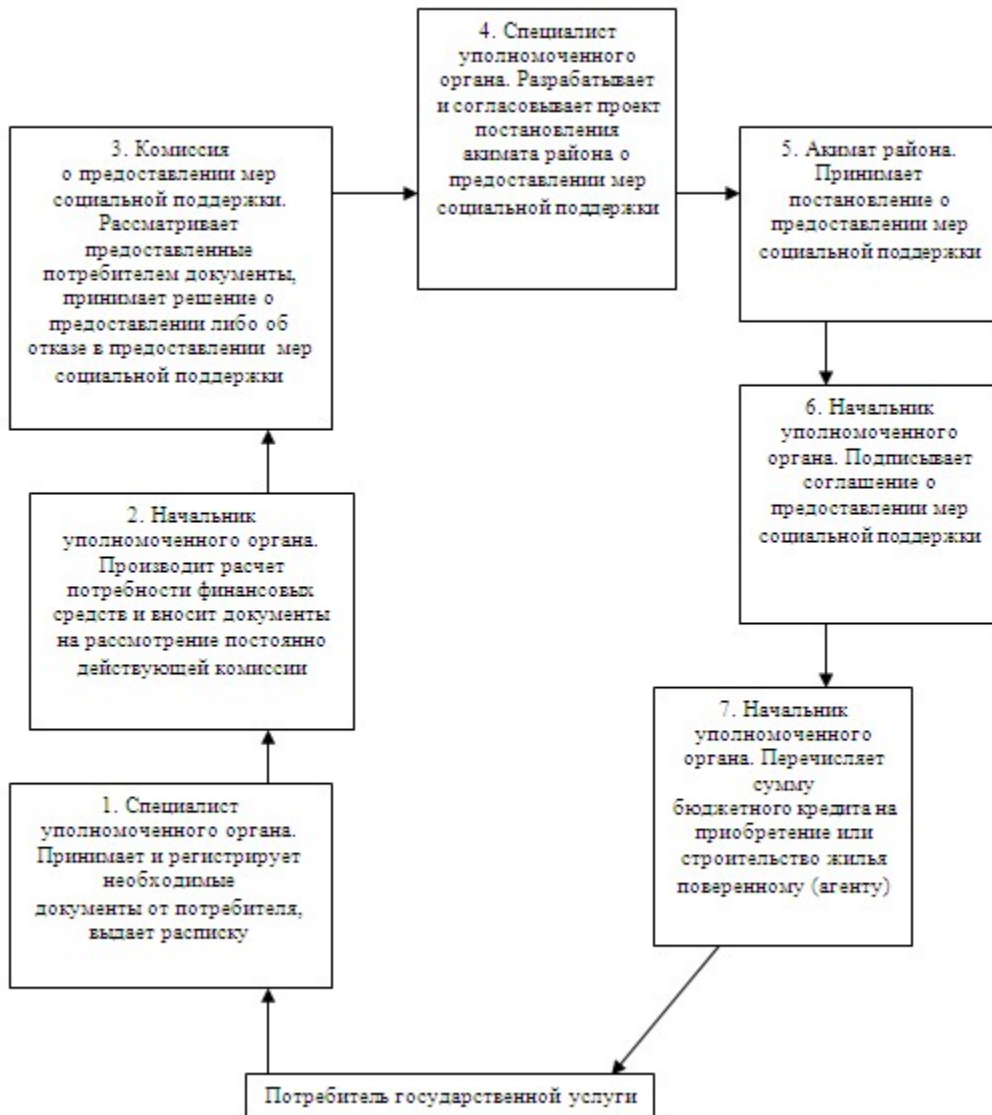 4. Специалист
уполномоченного
органа. Разрабатывает
и согласовывает проект
постановления
акимата района о
предоставлении мер
социальной поддержки
3. Комиссия
о предоставлении мер
социальной поддержки.
Рассматривает
предоставленные
потребителем документы,
принимает решение о
предоставлении либо об
отказе в предоставлении мер
социальной поддержки
5. Акимат района.
Принимает
постановление о
предоставлении мер
социальной поддержки
6. Начальник
уполномоченного
органа. Подписывает
соглашение о
предоставлении мер
социальной поддержки
2. Начальник
уполномоченного органа.
Производит расчет
потребности финансовых
средств и вносит документы
на рассмотрение постоянно
действующей комиссии
7. Начальник
уполномоченного
органа. Перечисляет
сумму
бюджетного кредита на
приобретение или
строительство жилья
поверенному (агенту)
1. Специалист
уполномоченного органа.
Принимает и регистрирует
необходимые
документы от потребителя,
выдает расписку
Потребитель государственной услуги